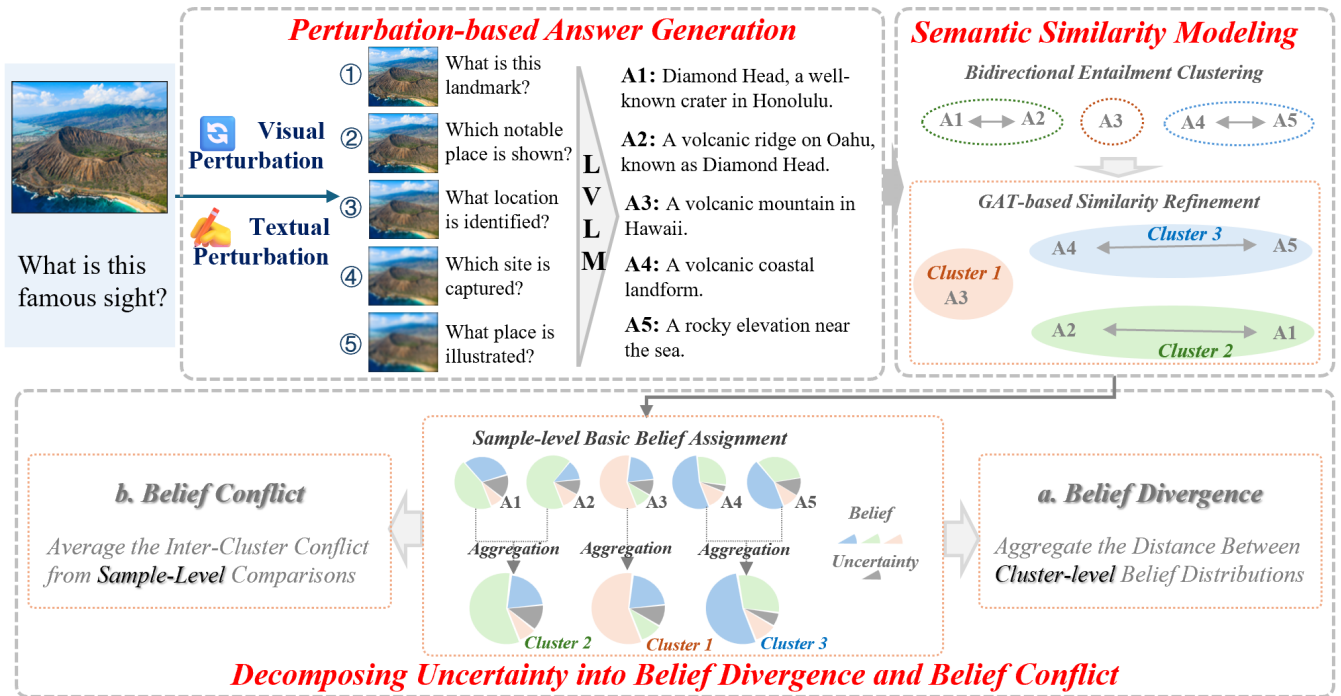 Perturbation-based Answer Generation
What is this
famous sight?
Visual
Perturbation
Textual
Perturbation
①
What is this
landmark?
②
Which notable
place is shown?
③
What location
is identified?
④
Which site is
captured?
⑤
What place is
illustrated?
L
V
L
M
A1: Diamond Head, a well-
known crater in Honolulu.
A2: A volcanic ridge on Oahu,
known as Diamond Head.
A3: A volcanic mountain in
Hawaii.
A4: A volcanic coastal
landform.
A5: A rocky elevation near
the sea.
Semantic Similarity Modeling
Bidirectional Entailment Clustering
A1 A2 A3 A4 A5
GAT-based Similarity Refinement
Cluster 3
A4 A5
Cluster 1
A3
A2 A1
Cluster 2
b. Belief Conflict
Average the Inter-Cluster Conflict
from Sample-Level Comparisons
Sample-level Basic Belief Assignment
A1 A2 A3 A4 A5
Aggregation Aggregation Aggregation
Cluster 2 Cluster 1 Cluster 3
Belief
Uncertainty
a. Belief Divergence
Aggregate the Distance Between
Cluster-level Belief Distributions
Decomposing Uncertainty into Belief Divergence and Belief Conflict